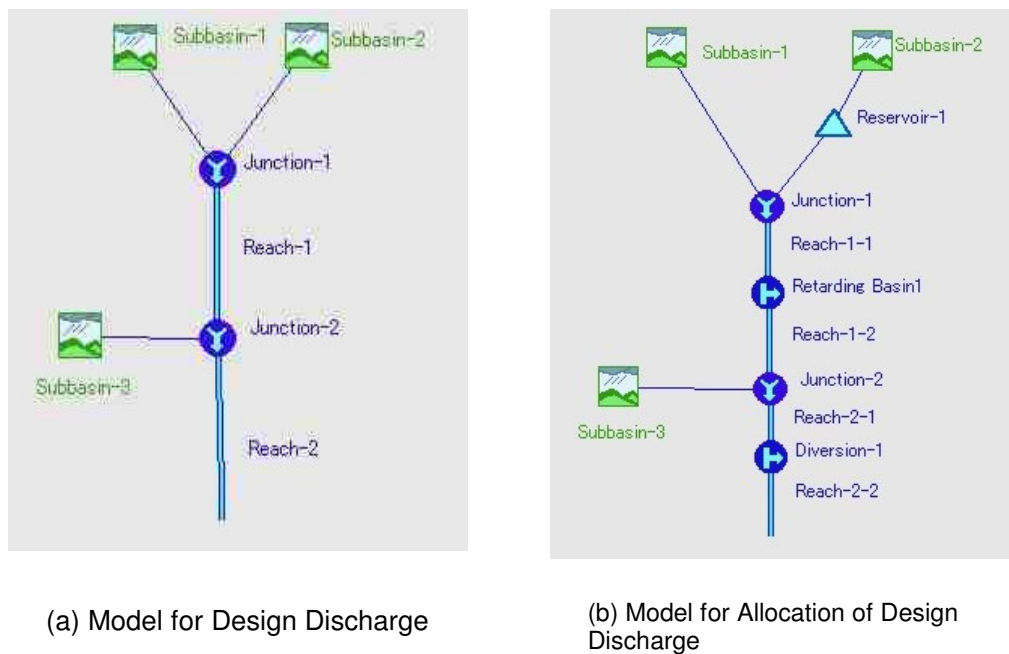 Subbasin-1
Subbasin-2
Junction-1
Reach-1
Junction-2
Subbasin-3
Reach-2
(a) Model for Design Discharge
Subbasin-1
Subbasin-2
Reservoir-1
Junction-1
Reach-1-1
Retarding Basin1
Reach-1-2
Junction-2
Reach-2-1
Subbasin-3
Diversion-1
Reach-2-2
(b) Model for Allocation of Design
Discharge